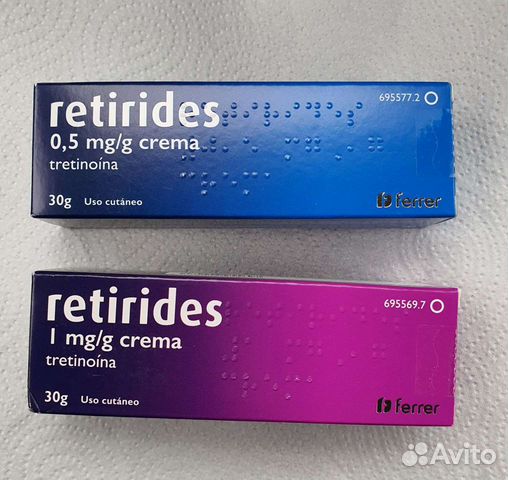 retirides
695577.2
0,5 mg/g crema
tretinoína
30g Uso cutáneo
ferrer
retirides
695569.7
1 mg/g crema
tretinoína
30g Uso cutáneo
ferrer
Avito